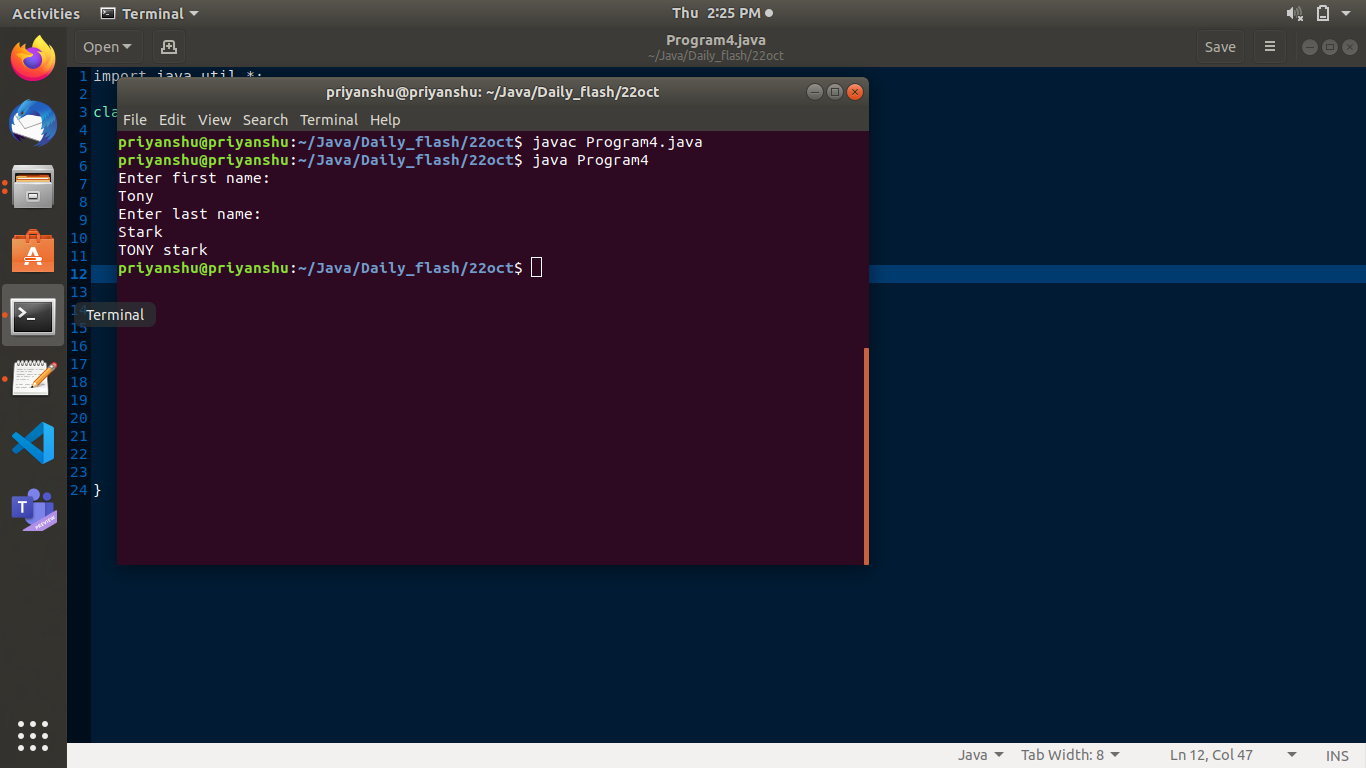 Activities Terminal Thu 2:25 PM
Open Program4.java Save
~/Java/Daily_flash/22oct
1 import java.util.*;
2
priyanshu@priyanshu: ~/Java/Daily_flash/22oct
3 cla
File Edit View Search Terminal Help
4
priyanshu@priyanshu:~/Java/Daily_flash/22oct$ javac Program4.java
5
priyanshu@priyanshu:~/Java/Daily_flash/22oct$ java Program4
6
Enter first name:
7
Tony
8
Enter last name:
9
Stark
10
TONY stark
11
priyanshu@priyanshu:~/Java/Daily_flash/22oct$
12
13
14
Terminal
15
16
17
18
19
20
21
22
23
24 }
T
PREVIEW
Java Tab Width: 8 Ln 12, Col 47 INS